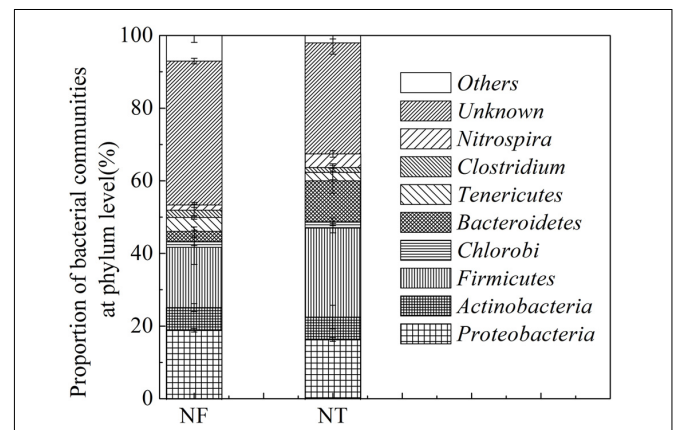 Proportion of bacterial communities
at phylum level(%)
100
80
60
40
20
0
NF
NT
Others
Unknown
Nitrospira
Clostridium
Tenericutes
Bacteroidetes
Chlorobi
Firmicutes
Actinobacteria
Proteobacteria